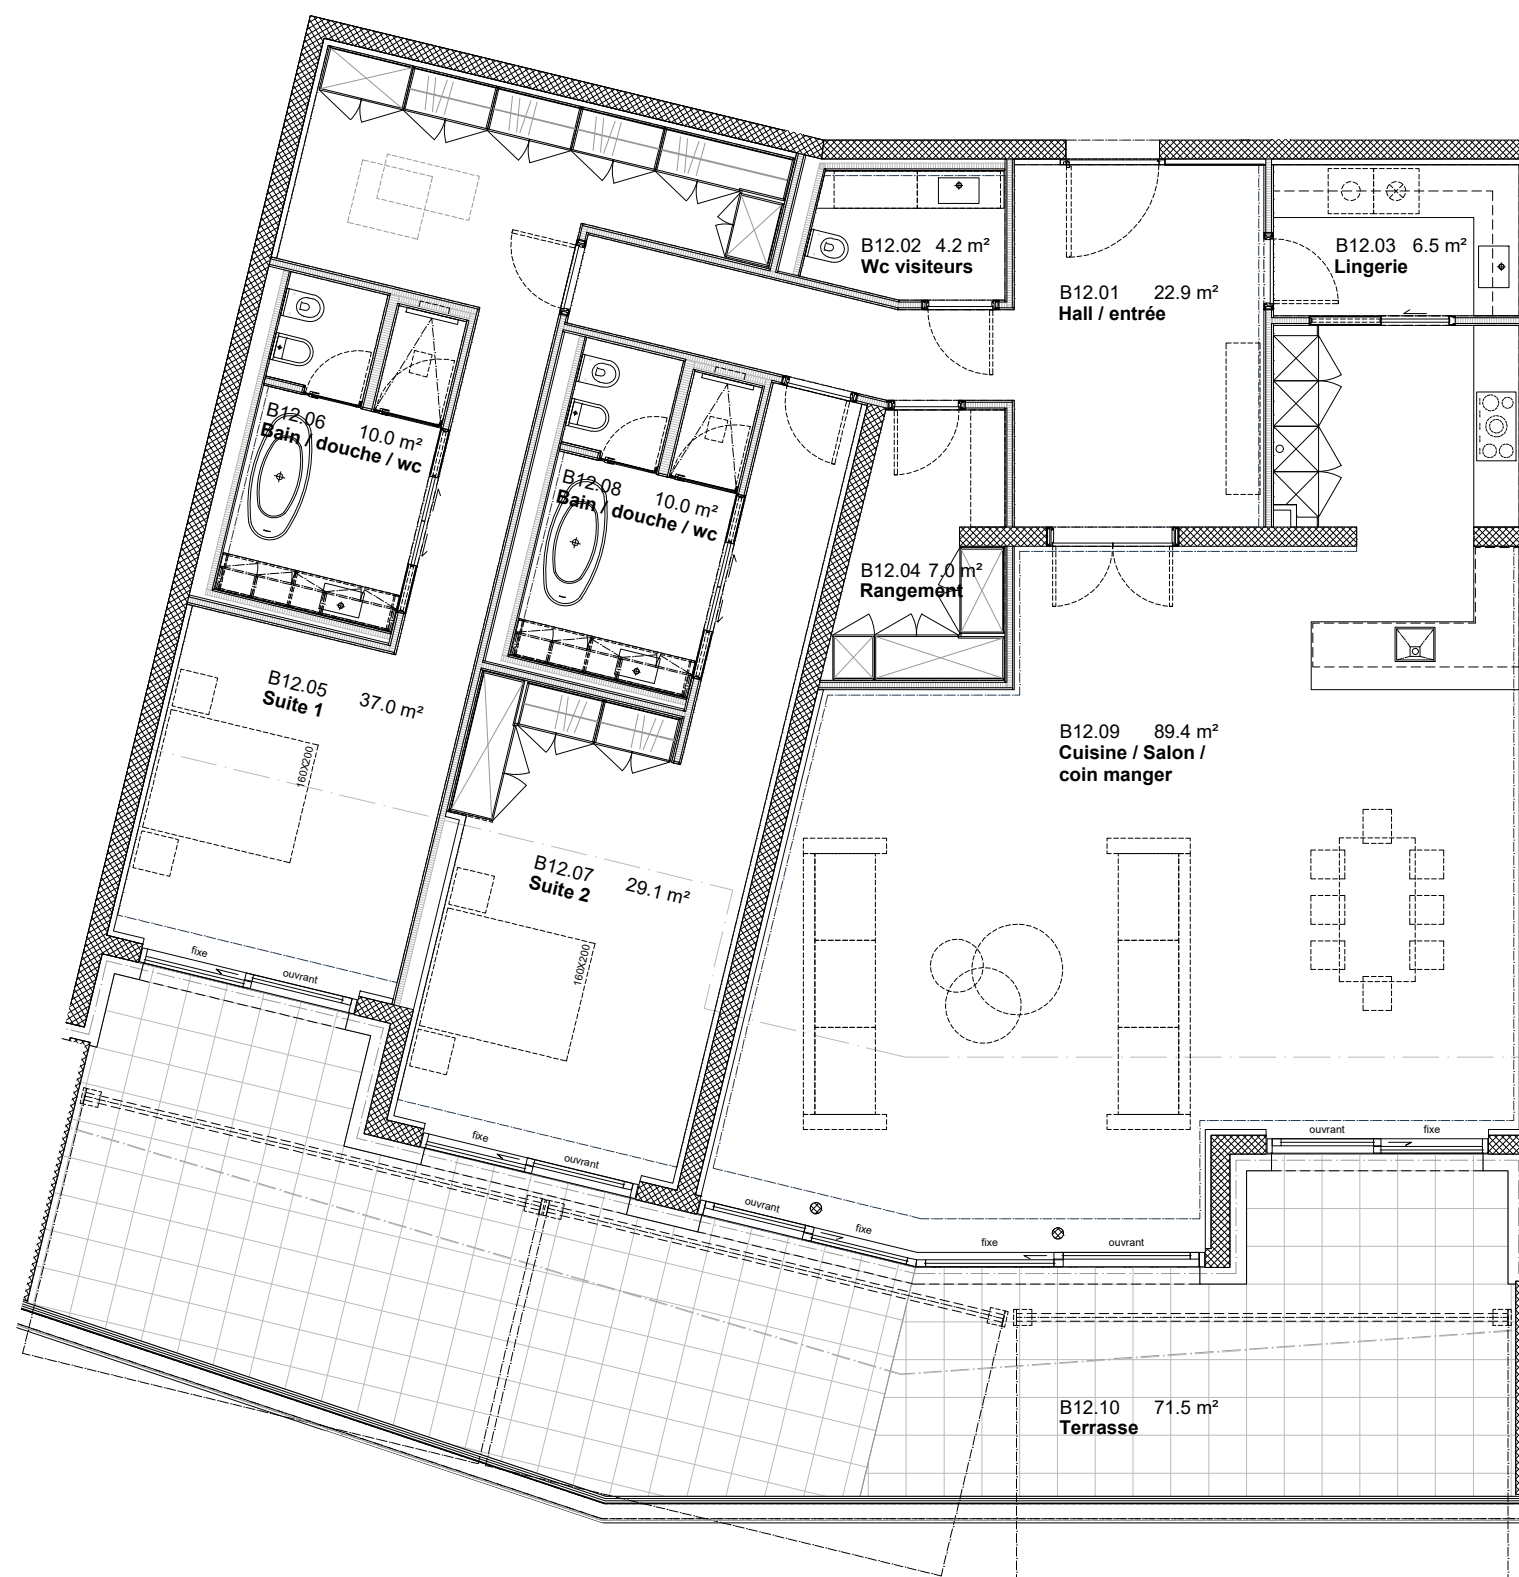 B12.02 4.2 m²
Wc visiteurs
B12.03 6.5 m²
Lingerie
B12.01 22.9 m²
Hall / entrée
B12.06 10.0 m²
Bain / douche / wc
B12.08 10.0 m²
Bain / douche / wc
B12.04 7.0 m²
Rangement
B12.05 37.0 m²
Suite 1
160X200
B12.09 89.4 m²
Cuisine / Salon /
coin manger
B12.07 29.1 m²
Suite 2
160X200
fixe
ouvrant
fixe
ouvrant
ouvrant
fixe
fixe
ouvrant
ouvrant
fixe
B12.10 71.5 m²
Terrasse